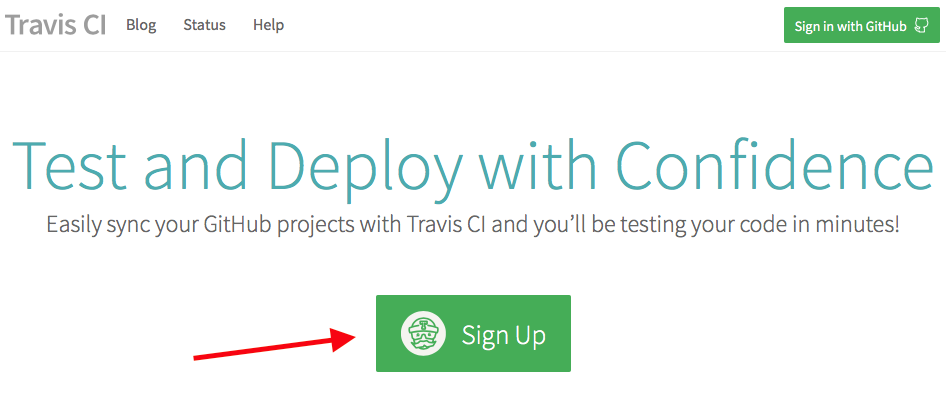 Travis CI Blog Status Help Sign in with GitHub
Test and Deploy with Confidence
Easily sync your GitHub projects with Travis CI and you’ll be testing your code in minutes!
Sign Up